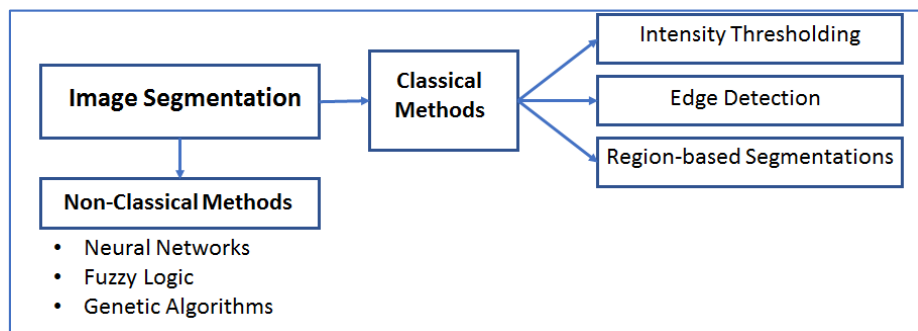 Image Segmentation
Classical
Methods
Intensity Thresholding
Edge Detection
Region-based Segmentations
Non-Classical Methods
• Neural Networks
• Fuzzy Logic
• Genetic Algorithms